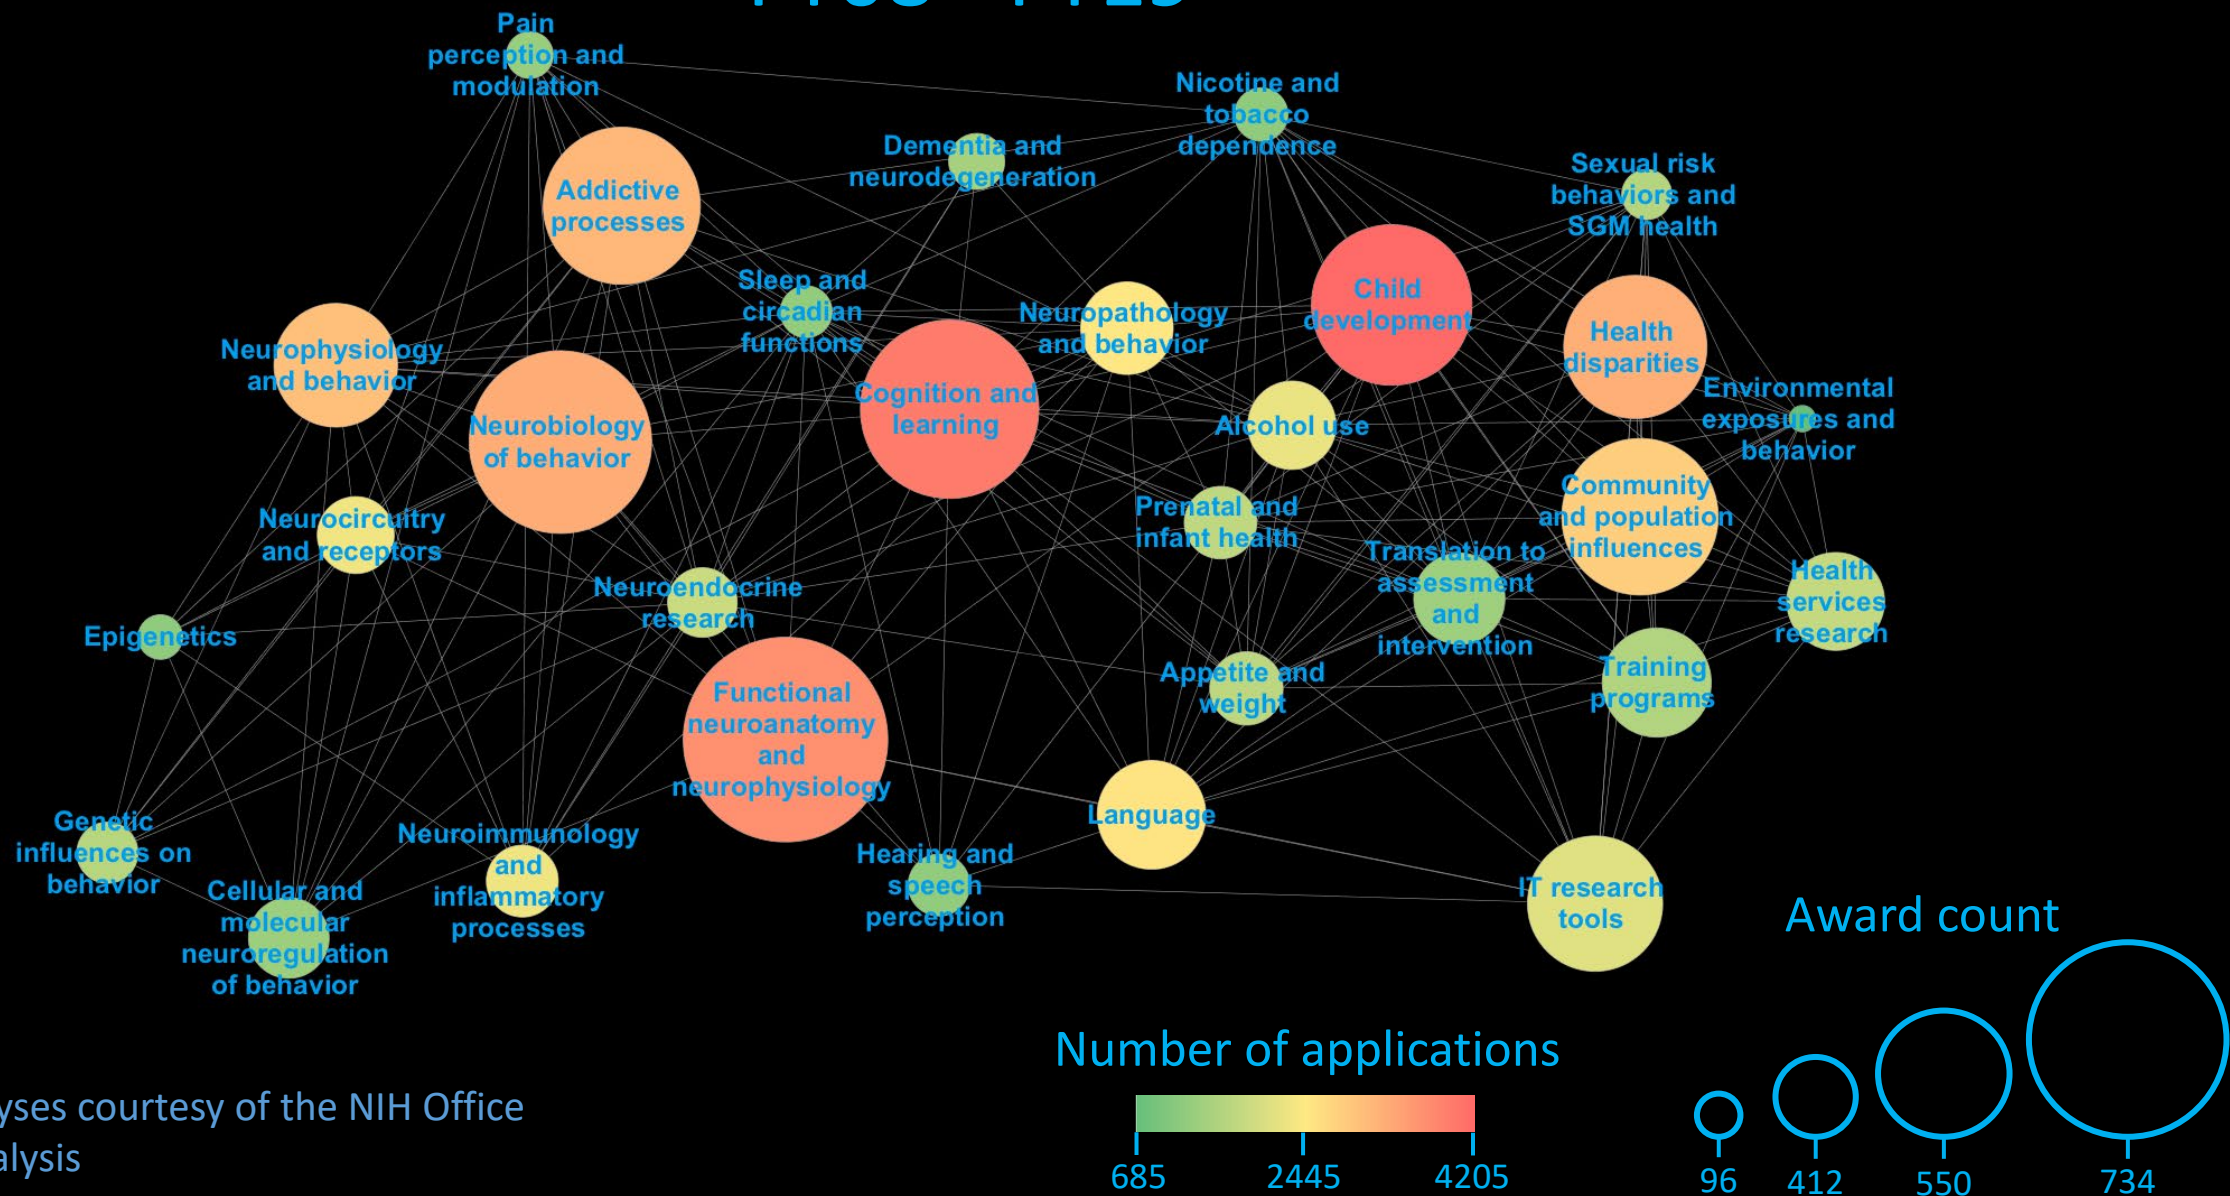 Pain
perception and
modulation
Nicotine and
tobacco
dependence
Dementia and
neurodegeneration
Sexual risk
behaviors and
SGM health
Addictive
processes
Sleep and
circadian
functions
Neuropathology
and behavior
Child
development
Health
disparities
Neurophysiology
and behavior
Neurobiology
of behavior
Cognition and
learning
Alcohol use
Environmental
exposures and
behavior
Neurocircuitry
and receptors
Prenatal and
infant health
Community
and population
influences
Translation to
assessment
and
intervention
Health
services
research
Neuroendocrine
research
Epigenetics
Appetite and
weight
Training
programs
Functional
neuroanatomy
and
neurophysiology
Language
Genetic
influences on
behavior
Cellular and
molecular
neuroregulation
of behavior
Neuroimmunology
and
inflammatory
processes
Hearing and
speech
perception
IT research
tools
Award count
96 412 550 734
Number of applications
685 2445 4205
courtesy of the NIH Office